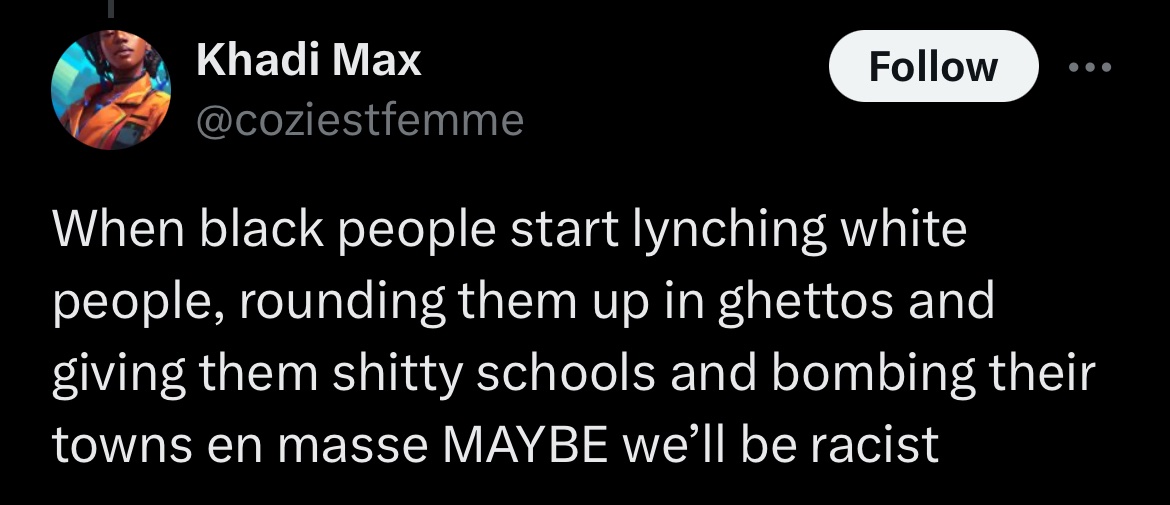 Khadi Max
@coziestfemme
Follow
When black people start lynching white
people, rounding them up in ghettos and
giving them shitty schools and bombing their
towns en masse MAYBE we’ll be racist